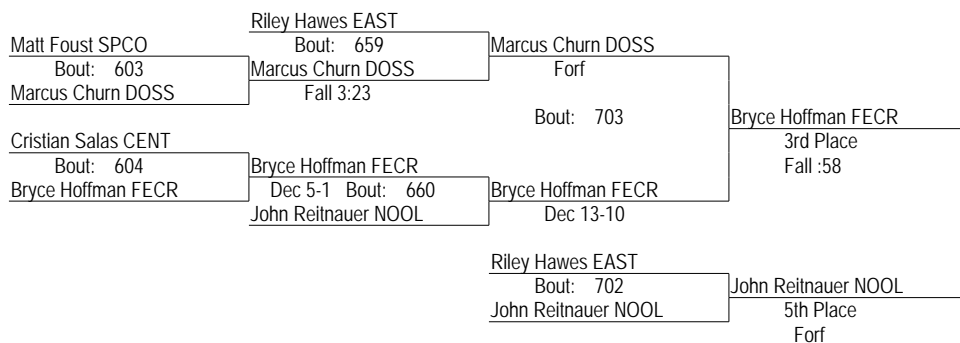 Riley Hawes EAST
Matt Foust SPCO
Bout: 659
Marcus Churn DOSS
Bout: 603
Marcus Churn DOSS
Forf
Marcus Churn DOSS
Fall 3:23
Bout: 703
Bryce Hoffman FECR
Cristian Salas CENT
3rd Place
Bout: 604
Bryce Hoffman FECR
Fall :58
Bryce Hoffman FECR
Dec 5-1 Bout: 660
Bryce Hoffman FECR
John Reitnauer NOOL
Dec 13-10
Riley Hawes EAST
Bout: 702
John Reitnauer NOOL
John Reitnauer NOOL
5th Place
Forf